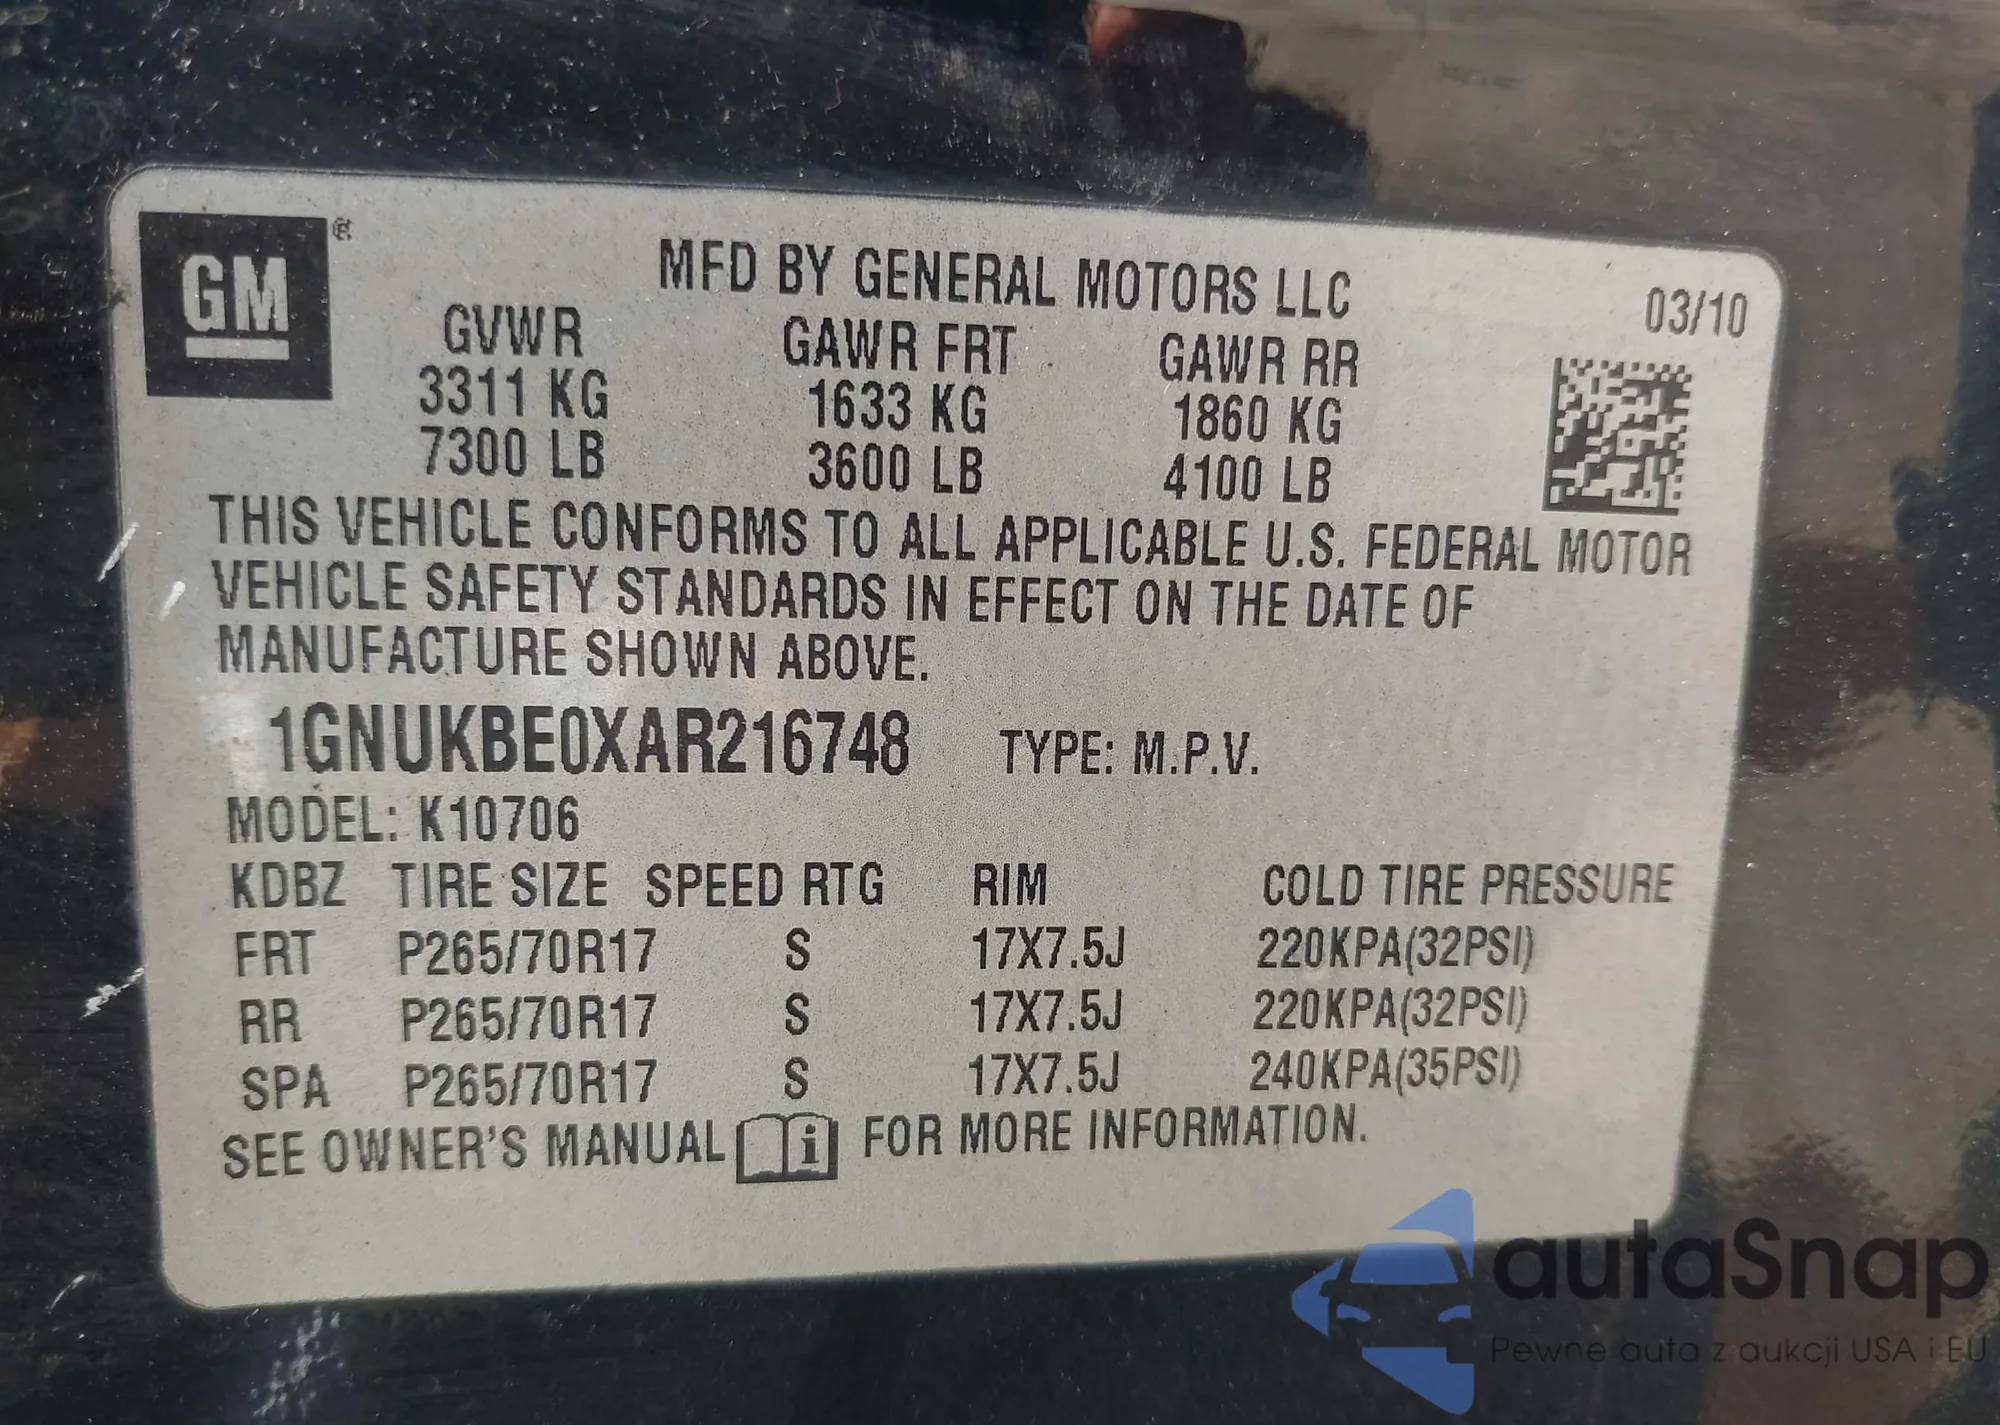 GM ®
MFD BY GENERAL MOTORS LLC
03/10
GVWR GAWR FRT GAWR RR
3311 KG 1633 KG 1860 KG
7300 LB 3600 LB 4100 LB
THIS VEHICLE CONFORMS TO ALL APPLICABLE U.S. FEDERAL MOTOR
VEHICLE SAFETY STANDARDS IN EFFECT ON THE DATE OF
MANUFACTURE SHOWN ABOVE.
1GNUKBE0XAR216748 TYPE: M.P.V.
MODEL: K10706
KDBZ TIRE SIZE SPEED RTG RIM COLD TIRE PRESSURE
FRT P265/70R17 S 17X7.5J 220KPA(32PSI)
RR P265/70R17 S 17X7.5J 220KPA(32PSI)
SPA P265/70R17 S 17X7.5J 240KPA(35PSI)
SEE OWNER'S MANUAL i FOR MORE INFORMATION.
autaSnap
Pewne auta z aukcji USA i EU